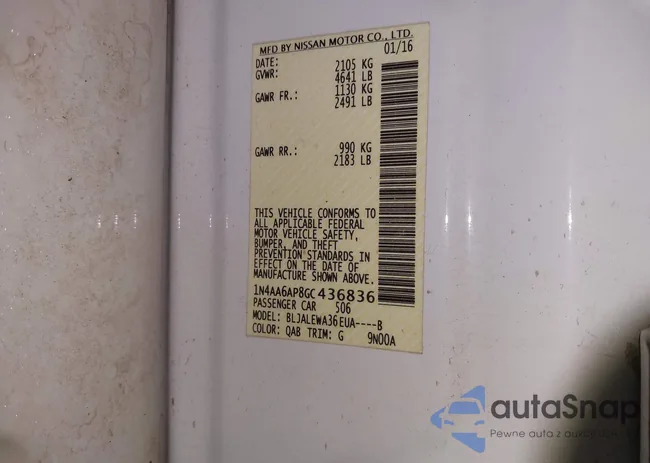 MFD BY NISSAN MOTOR CO., LTD.
DATE: 01/16
GVWR: 2105 KG
4641 LB
GAWR FR.: 1130 KG
2491 LB
GAWR RR.: 990 KG
2183 LB
THIS VEHICLE CONFORMS TO
ALL APPLICABLE FEDERAL
MOTOR VEHICLE SAFETY,
BUMPER, AND THEFT
PREVENTION STANDARDS IN
EFFECT ON THE DATE OF
MANUFACTURE SHOWN ABOVE.
1N4AA6AP8GC436836
PASSENGER CAR 506
MODEL: BLJALEWA36EUA----B
COLOR: QAB TRIM: G 9N00A
autaSnap
Pewne auta z